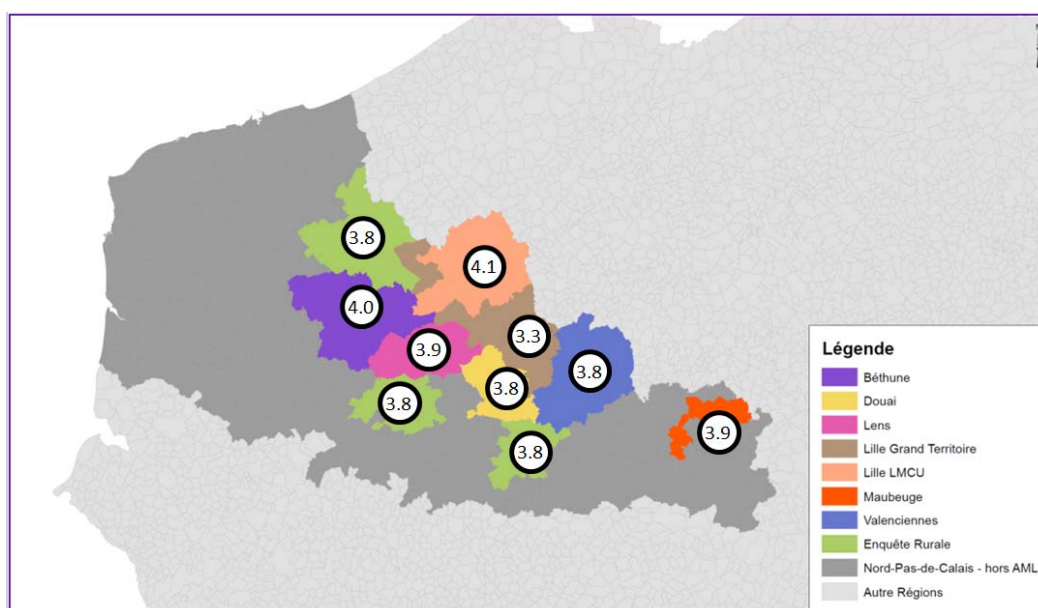 3.8
4.1
4.0
3.3
3.9
3.8
3.8
3.8
3.9
3.8
Légende
Béthune
Douai
Lens
Lille Grand Territoire
Lille LMCU
Maubeuge
Valenciennes
Enquête Rurale
Nord-Pas-de-Calais - hors AML
Autre Régions